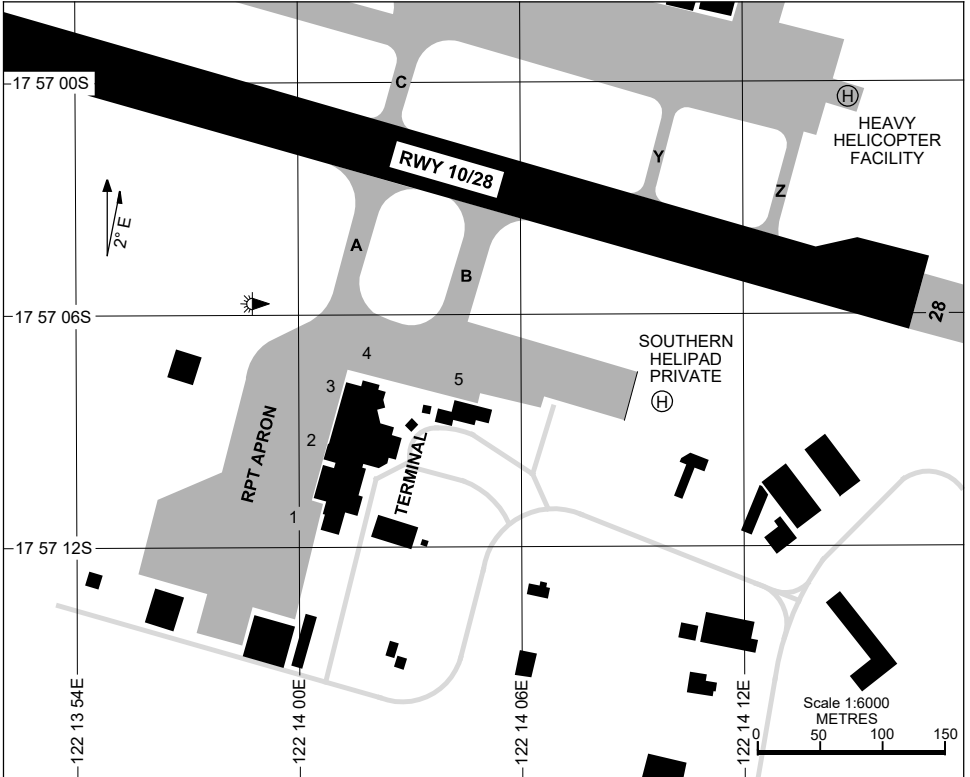 C
17 57 00S
H
HEAVY
HELICOPTER
FACILITY
RWY 10/28
Y
Z
2° E
A
B
17 57 06S
28
SOUTHERN
HELIPAD
PRIVATE
H
4
5
3
2
RPT APRON
TERMINAL
1
17 57 12S
122 13 54E
122 14 00E
122 14 06E
122 14 12E
Scale 1:6000
METRES
0 50 100 150